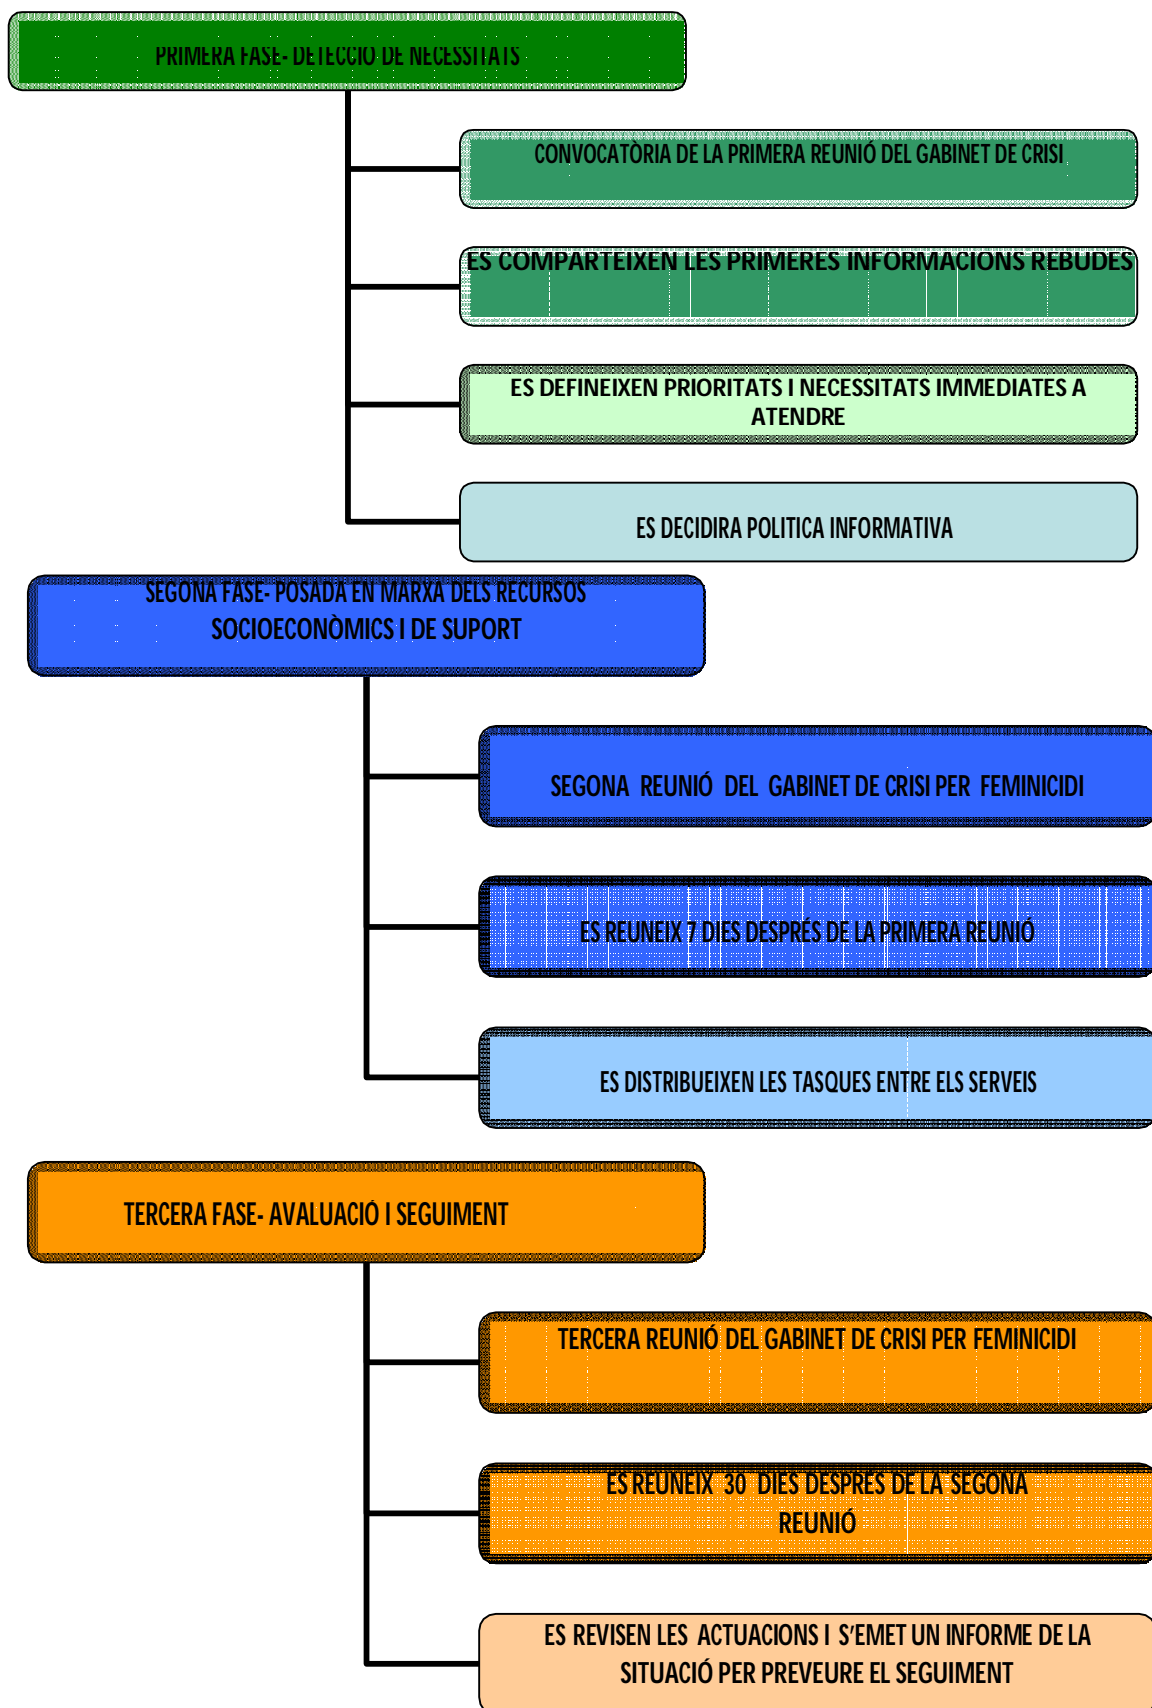 PRIMERA FASE- DETECCIÓ DE NECESSITATS
CONVOCATÒRIA DE LA PRIMERA REUNIÓ DEL GABINET DE CRISI
ES COMPARTEIXEN LES PRIMERES INFORMACIONS REBUDES
ES DEFINEIXEN PRIORITATS I NECESSITATS IMMEDIATES A
ATENDRE
ES DECIDIRA POLITICA INFORMATIVA
SEGONA FASE- POSADA EN MARXA DELS RECURSOS
SOCIOECONÒMICS I DE SUPORT
SEGONA REUNIÓ DEL GABINET DE CRISI PER FEMINICIDI
ES REUNEIX 7 DIES DESPRÉS DE LA PRIMERA REUNIÓ
ES DISTRIBUEIXEN LES TASQUES ENTRE ELS SERVEIS
TERCERA FASE- AVALUACIÓ I SEGUIMENT
TERCERA REUNIÓ DEL GABINET DE CRISI PER FEMINICIDI
ES REUNEIX 30 DIES DESPRÉS DE LA SEGONA
REUNIÓ
ES REVISEN LES ACTUACIONS I S'EMET UN INFORME DE LA
SITUACIÓ PER PREVEURE EL SEGUIMENT